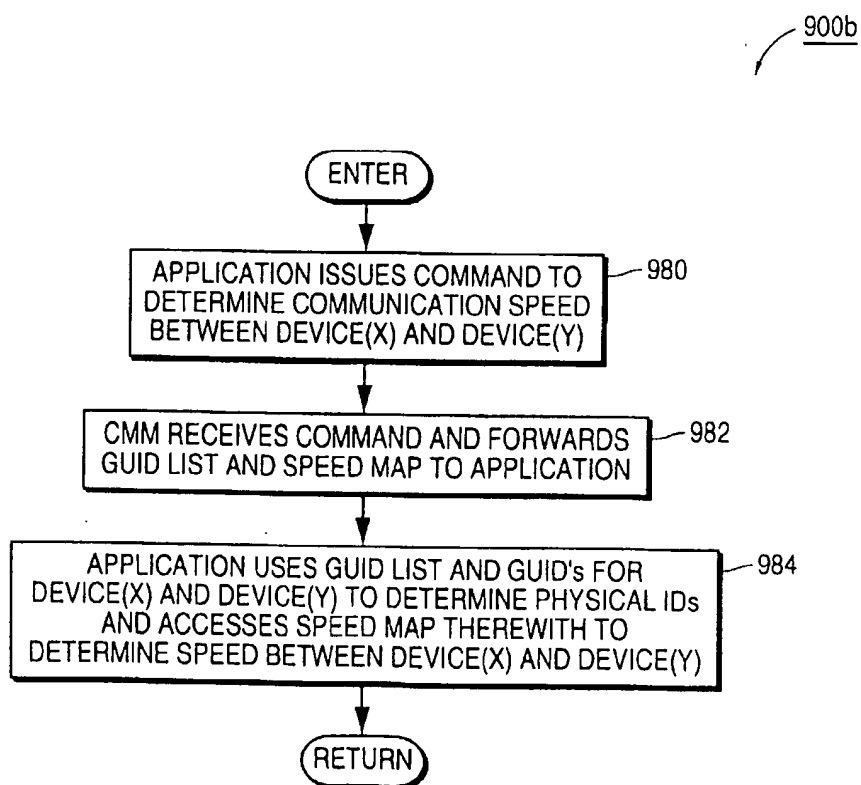 900b
ENTER
APPLICATION ISSUES COMMAND TO
DETERMINE COMMUNICATION SPEED
BETWEEN DEVICE(X) AND DEVICE(Y)
980
CMM RECEIVES COMMAND AND FORWARDS
GUID LIST AND SPEED MAP TO APPLICATION
982
APPLICATION USES GUID LIST AND GUID's FOR
DEVICE(X) AND DEVICE(Y) TO DETERMINE PHYSICAL IDs
AND ACCESSES SPEED MAP THEREWITH TO
DETERMINE SPEED BETWEEN DEVICE(X) AND DEVICE(Y)
984
RETURN